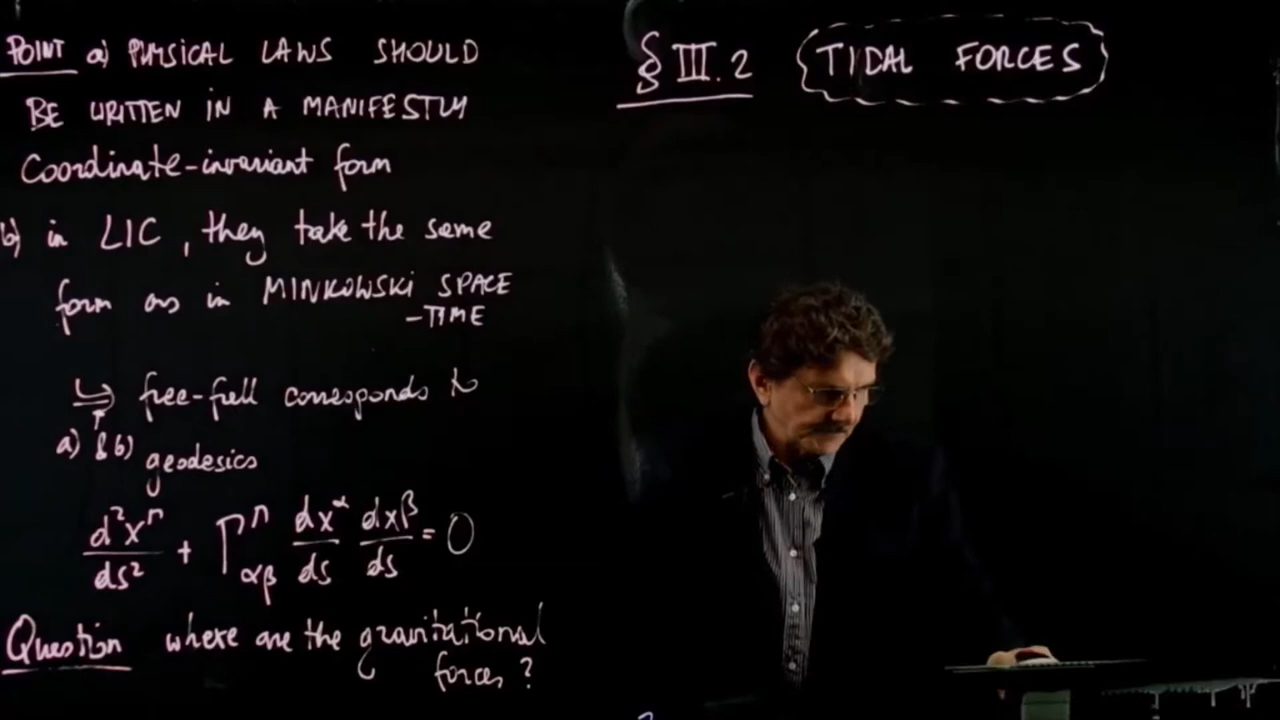 POINT a) PHYSICAL LAWS SHOULD
BE WRITTEN IN A MANIFESTLY
Coordinate-invariant form
b) in LIC, they take the same
form as in MINKOWSKI SPACE
-TIME
↪ free-fall corresponds to
a) & b)
geodesics
d²x^μ/ds² + Γ^μ_αβ dx^α/ds dx^β/ds = 0
Question where are the gravitational
forces?
§ III.2 TIDAL FORCES